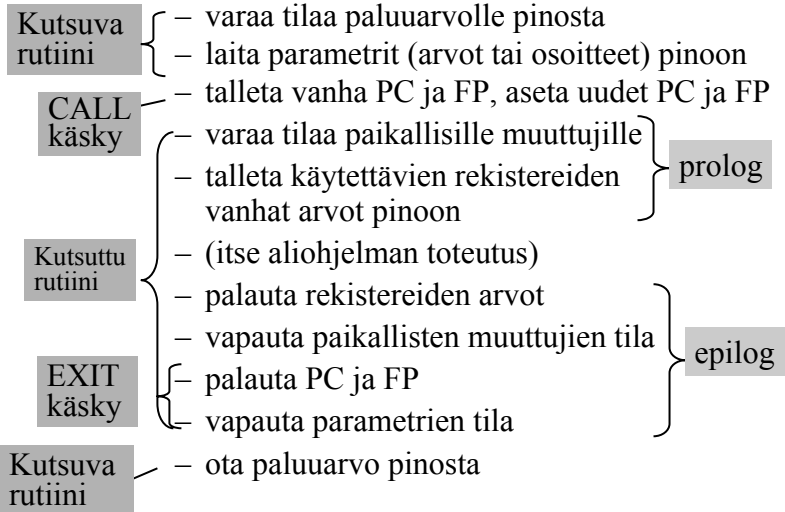 Kutsuva
rutiini
– varaa tilaa paluuarvolle pinosta
– laita parametrit (arvot tai osoitteet) pinoon
CALL
käsky
– talleta vanha PC ja FP, aseta uudet PC ja FP
Kutsuttu
rutiini
– varaa tilaa paikallisille muuttujille
– talleta käytettävien rekistereiden
vanhat arvot pinoon
prolog
– (itse aliohjelman toteutus)
– palauta rekistereiden arvot
– vapauta paikallisten muuttujien tila
EXIT
käsky
– palauta PC ja FP
– vapauta parametrien tila
epilog
Kutsuva
rutiini
– ota paluuarvo pinosta